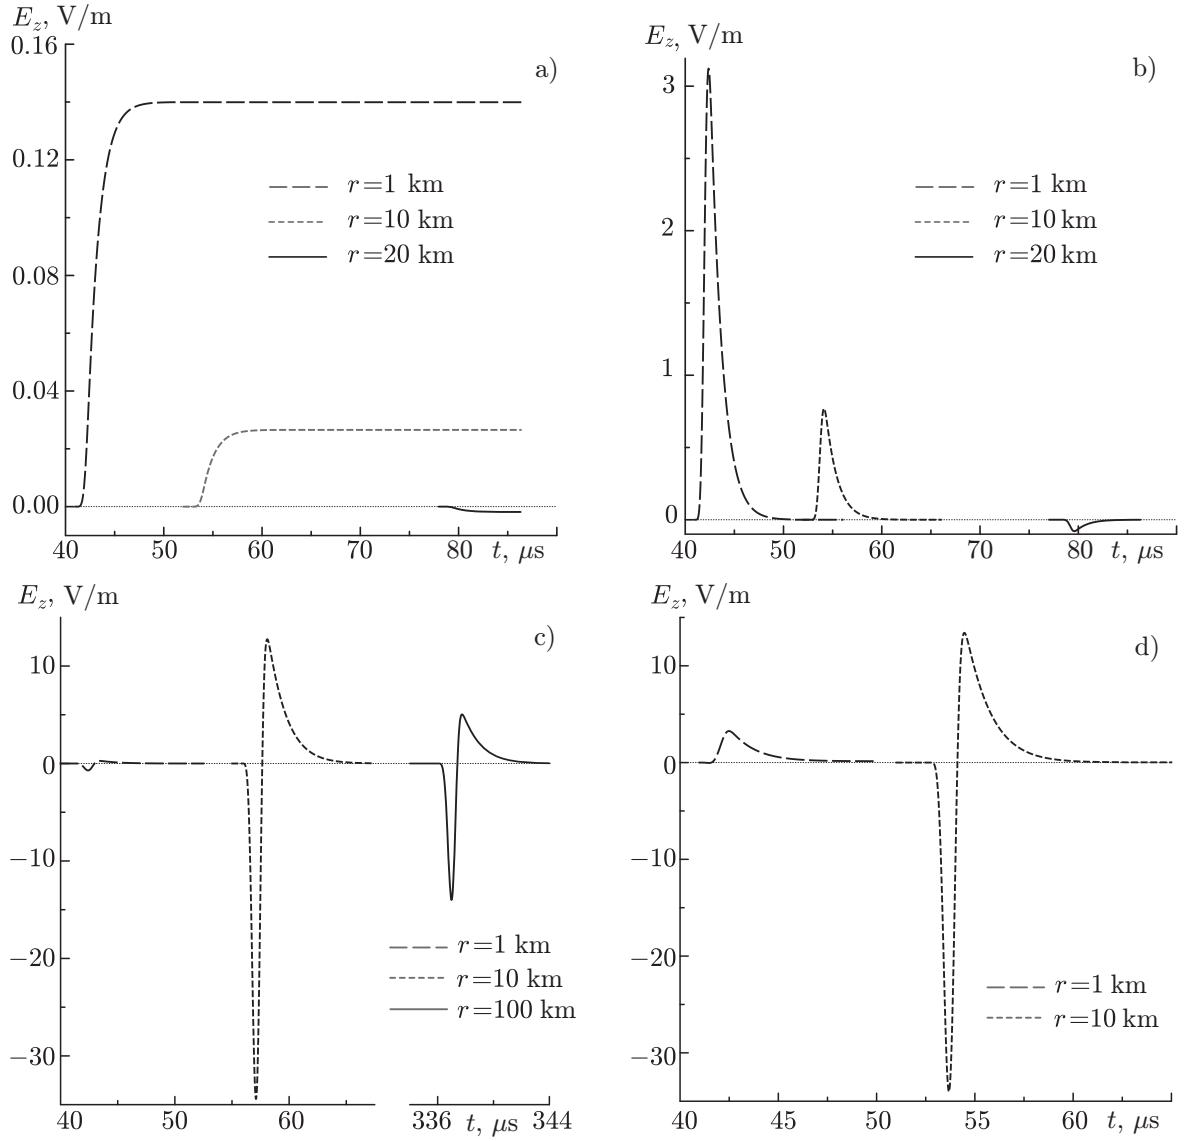 E_z, V/m
0.16
a)
0.12
r=1 km
r=10 km
r=20 km
0.08
0.04
0.00
40 50 60 70 80 t, μs
E_z, V/m
b)
3
r=1 km
r=10 km
r=20 km
2
1
0
40 50 60 70 80 t, μs
E_z, V/m
c)
10
0
−10
r=1 km
−20
r=10 km
r=100 km
−30
40 50 60 336 t, μs 344
E_z, V/m
d)
10
0
−10
−20
r=1 km
r=10 km
−30
40 45 50 55 60 t, μs